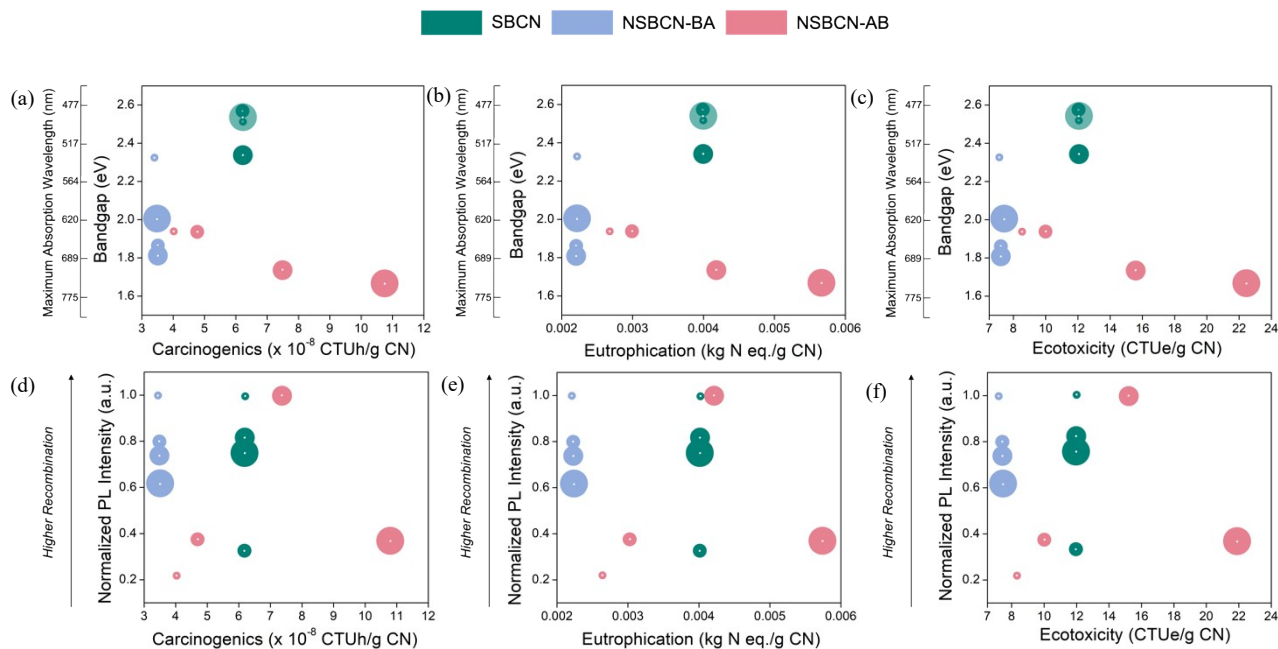 SBCN NSBCN-BA NSBCN-AB
(a)
Maximum Absorption Wavelength (nm)
477
517
564
620
689
775
Bandgap (eV)
2.6
2.4
2.2
2.0
1.8
1.6
3 4 5 6 7 8 9 10 11 12
Carcinogenics (x 10⁻⁸ CTUh/g CN)
(b)
Maximum Absorption Wavelength (nm)
477
517
564
620
689
775
Bandgap (eV)
2.6
2.4
2.2
2.0
1.8
1.6
0.002 0.003 0.004 0.005 0.006
Eutrophication (kg N eq./g CN)
(c)
Maximum Absorption Wavelength (nm)
477
517
564
620
689
775
Bandgap (eV)
2.6
2.4
2.2
2.0
1.8
1.6
7 8 10 12 14 16 18 20 22 24
Ecotoxicity (CTUe/g CN)
(d)
Higher Recombination
Normalized PL Intensity (a.u.)
1.0
0.8
0.6
0.4
0.2
3 4 5 6 7 8 9 10 11 12
Carcinogenics (x 10⁻⁸ CTUh/g CN)
(e)
Higher Recombination
Normalized PL Intensity (a.u.)
1.0
0.8
0.6
0.4
0.2
0.002 0.003 0.004 0.005 0.006
Eutrophication (kg N eq./g CN)
(f)
Higher Recombination
Normalized PL Intensity (a.u.)
1.0
0.8
0.6
0.4
0.2
7 8 10 12 14 16 18 20 22 24
Ecotoxicity (CTUe/g CN)